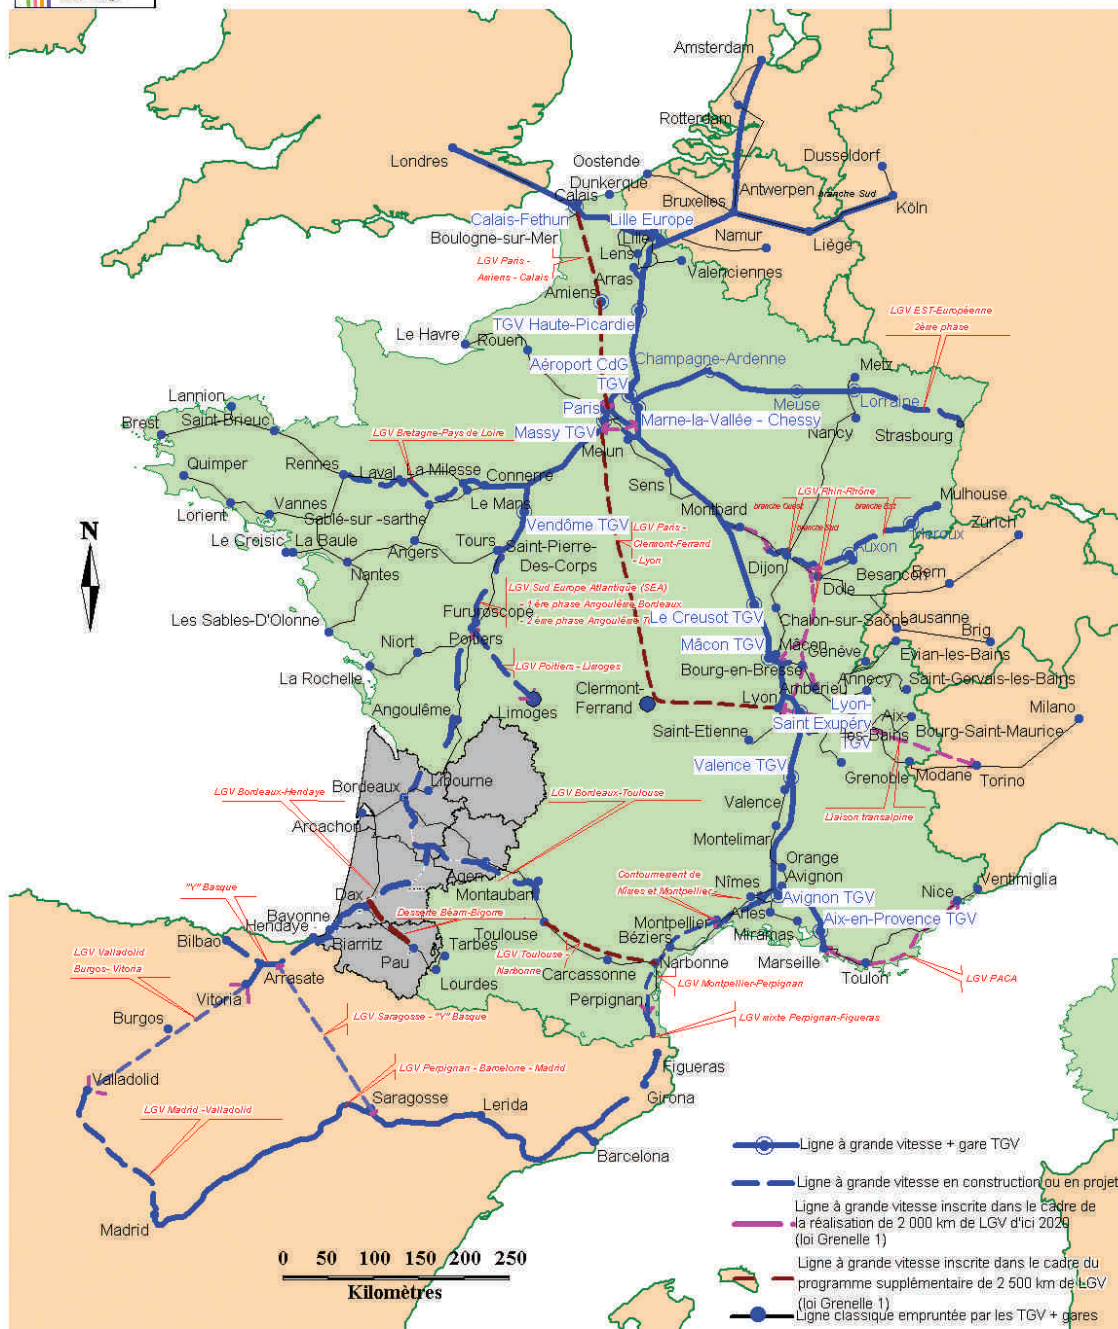 Amsterdam
Rotterdam
Londres
Oostende
Dusseldorf
Dunkerque
Antwerpen
branche Sud
Calais
Bruxelles
Köln
Calais-Fethun
Lille Europe
Boulogne-sur-Mer
Lille
Namur
Liège
LGV Paris -
Amiens - Calais
Lens
Valenciennes
Arras
Amiens
LGV EST-Européenne
2ème phase
TGV Haute-Picardie
Le Havre
Rouen
Aéroport CdG
TGV
Champagne-Ardenne
Metz
Lannion
Paris
Meuse
Lorraine
Saint-Brieuc
Brest
Massy TGV
Marne-la-Vallée - Chessy
Nancy
Strasbourg
LGV Bretagne-Pays de Loire
Melun
Quimper
Rennes
Laval
La Milesse
Connerre
Sens
LGV Rhin-Rhône
Mulhouse
Vannes
Le Mans
branche Ouest
branche Sud
branche Est
Lorient
Sablé-sur -sarthe
Montbard
Zürich
N
Vendôme TGV
LGV Paris -
Clermont-Ferrand
- Lyon
Meroux
Le Croisic
La Baule
Angers
Tours
Saint-Pierre-
Des-Corps
Auxon
Nantes
Dijon
Besançon
Dole
Bern
LGV Sud Europe Atlantique (SEA)
- 1ère phase Angoulême Bordeaux
- 2ème phase Angoulême
Futuroscope
Les Sables-D'Olonne
Le Creusot TGV
Chalon-sur-Saône
Lausanne
Poitiers
Niort
Mâcon TGV
Mâcon
Genève
Brig
Evian-les-Bains
LGV Poitiers - Limoges
Bourg-en-Bresse
La Rochelle
Annecy
Saint-Gervais-les-Bains
Clermont-
Ferrand
Lyon
Ambérieu
Limoges
Lyon-
Saint Exupéry
TGV
Milano
Angoulême
Saint-Etienne
Aix-
les-Bains
Bourg-Saint-Maurice
Valence TGV
Grenoble
Modane
Torino
LGV Bordeaux-Hendaye
Bordeaux
Libourne
LGV Bordeaux-Toulouse
Valence
Liaison transalpine
Arcachon
Montelimar
Agen
Montauban
Orange
Avignon
"Y" Basque
Dax
Contournement de
Nîmes et Montpellier
Nîmes
Avignon TGV
Nice
Ventimiglia
Bayonne
Desserte Béarn-Bigorre
Montpellier
Arles
Aix-en-Provence TGV
Hendaye
Bilbao
Biarritz
Toulouse
Béziers
Miramas
LGV Valladolid
Burgos- Vitoria
Pau
Tarbes
LGV Toulouse -
Narbonne
Marseille
Arrasate
Carcassonne
Narbonne
Toulon
LGV PACA
Lourdes
LGV Montpellier-Perpignan
Vitoria
Perpignan
Burgos
LGV Saragosse - "Y" Basque
LGV mixte Perpignan-Figueras
Figueras
Valladolid
LGV Perpignan - Barcelone - Madrid
Girona
LGV Madrid -Valladolid
Saragosse
Lerida
Barcelona
Madrid
Ligne à grande vitesse + gare TGV
Ligne à grande vitesse en construction ou en projet
Ligne à grande vitesse inscrite dans le cadre de
la réalisation de 2 000 km de LGV d'ici 2020
(loi Grenelle 1)
Ligne à grande vitesse inscrite dans le cadre du
programme supplémentaire de 2 500 km de LGV
(loi Grenelle 1)
Ligne classique empruntée par les TGV + gares
0 50 100 150 200 250
Kilomètres